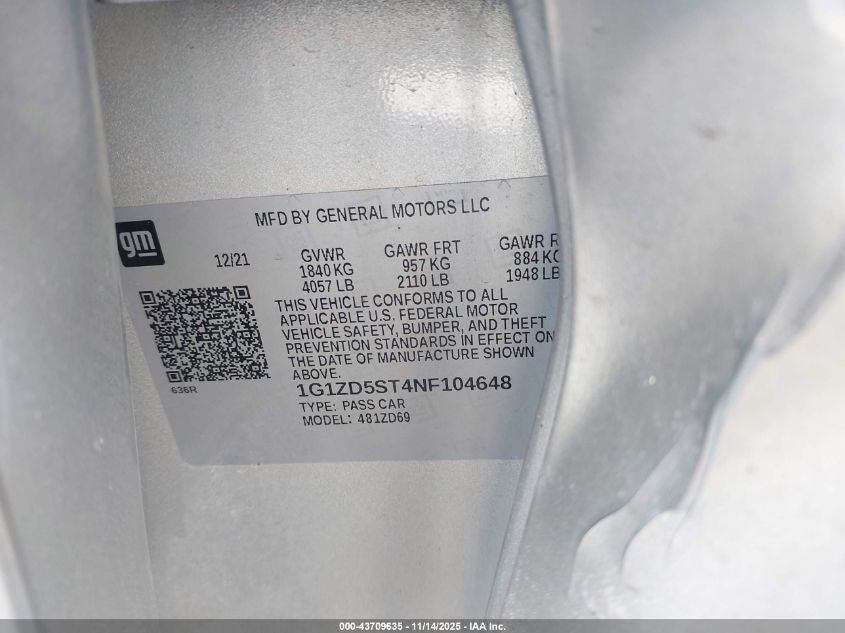 MFD BY GENERAL MOTORS LLC
gm
12/21
GVWR GAWR FRT GAWR R
1840 KG 957 KG 884 KG
4057 LB 2110 LB 1948 LB
THIS VEHICLE CONFORMS TO ALL
APPLICABLE U.S. FEDERAL MOTOR
VEHICLE SAFETY, BUMPER, AND THEFT
PREVENTION STANDARDS IN EFFECT ON
THE DATE OF MANUFACTURE SHOWN
ABOVE.
636R
1G1ZD5ST4NF104648
TYPE: PASS CAR
MODEL: 481ZD69
000-43709635 - 11/14/2025 - IAA Inc.